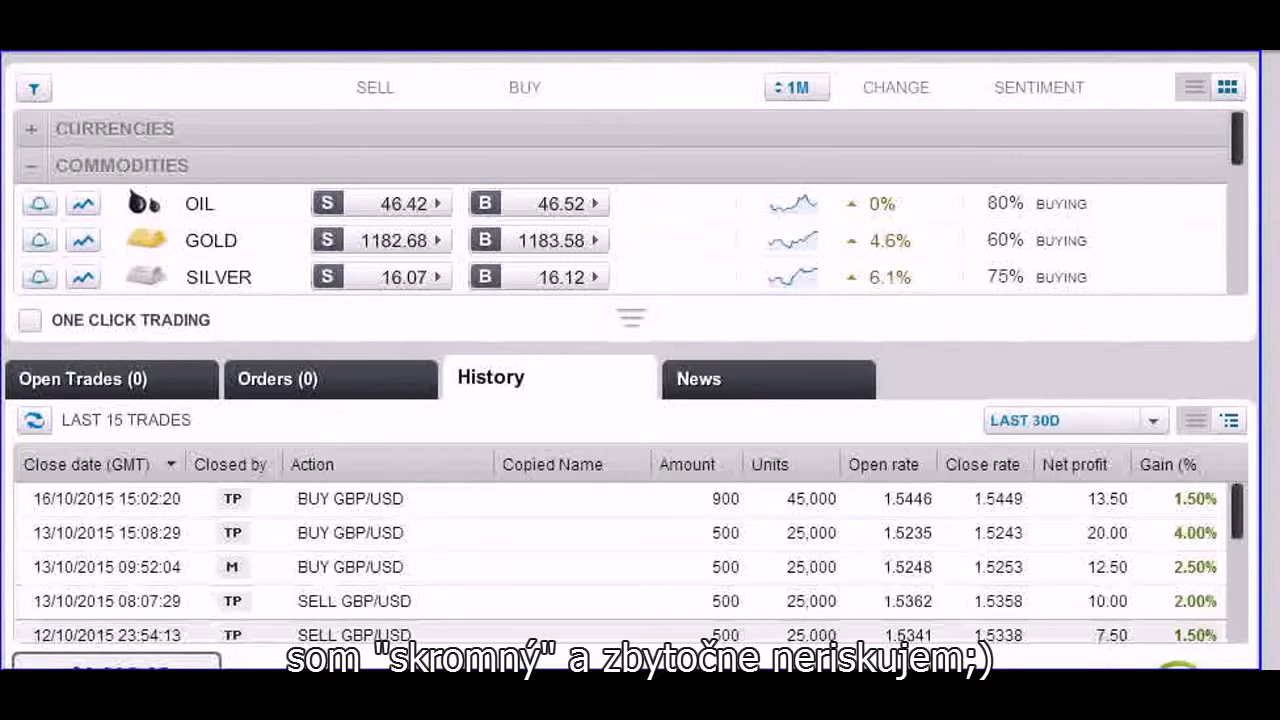 SELL BUY 1M CHANGE SENTIMENT
+ CURRENCIES
− COMMODITIES
OIL S 46.42 B 46.52 0% 80% BUYING
GOLD S 1182.68 B 1183.58 4.6% 60% BUYING
SILVER S 16.07 B 16.12 6.1% 75% BUYING
ONE CLICK TRADING
Open Trades (0) Orders (0) History News
LAST 15 TRADES LAST 30D
Close date (GMT) Closed by Action Copied Name Amount Units Open rate Close rate Net profit Gain (%
16/10/2015 15:02:20 TP BUY GBP/USD 900 45,000 1.5446 1.5449 13.50 1.50%
13/10/2015 15:08:29 TP BUY GBP/USD 500 25,000 1.5235 1.5243 20.00 4.00%
13/10/2015 09:52:04 M BUY GBP/USD 500 25,000 1.5248 1.5253 12.50 2.50%
13/10/2015 08:07:29 TP SELL GBP/USD 500 25,000 1.5362 1.5358 10.00 2.00%
12/10/2015 23:54:13 TP SELL GBP/USD 500 25,000 1.5341 1.5338 7.50 1.50%
som "skromný" a zbytočne neriskujem;)